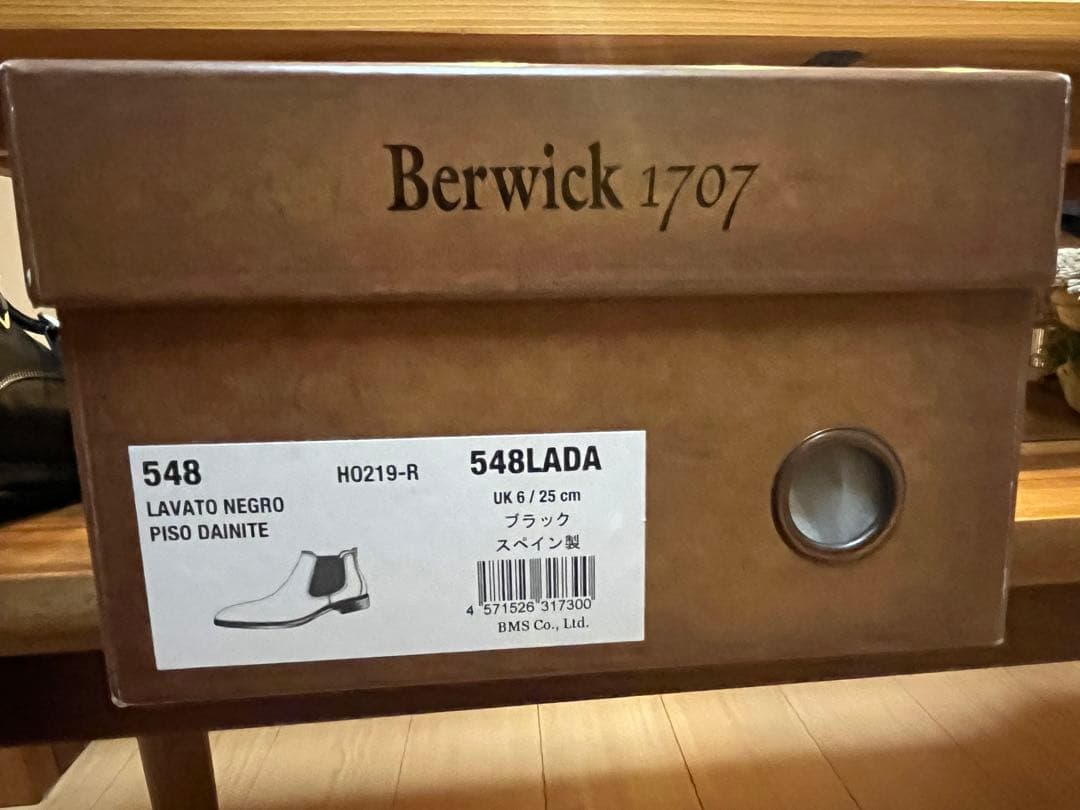 Berwick 1707
548
H0219-R
548LADA
LAVATO NEGRO
PISO DAINITE
UK 6 / 25 cm
ブラック
スペイン製
4 571526 317300
BMS Co., Ltd.